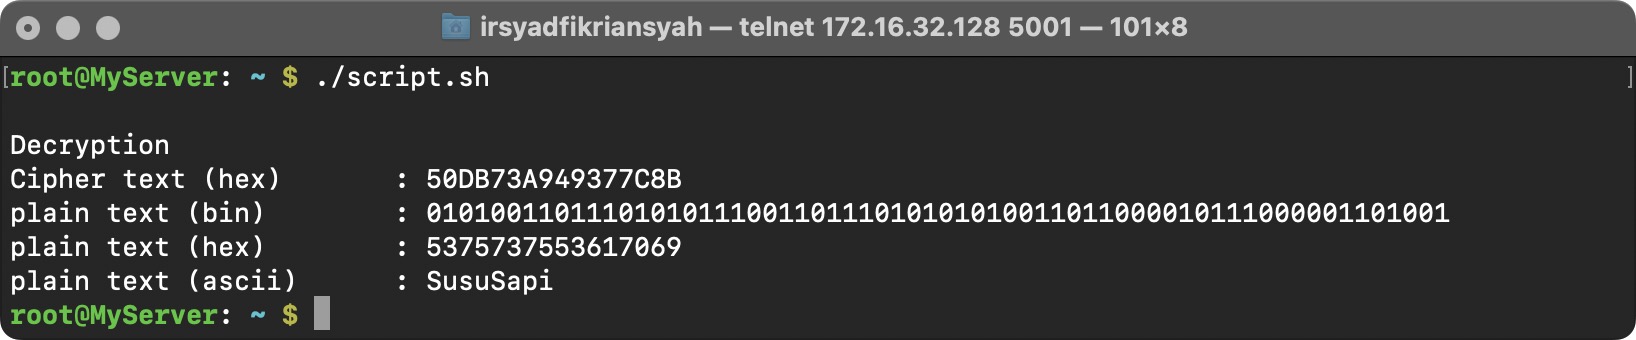 irsyadfikriansyah — telnet 172.16.32.128 5001 — 101×8
[root@MyServer: ~ $ ./script.sh ]
Decryption
Cipher text (hex) : 50DB73A949377C8B
plain text (bin) : 0101001101110101011100110111010101010011011000010111000001101001
plain text (hex) : 5375737553617069
plain text (ascii) : SusuSapi
root@MyServer: ~ $